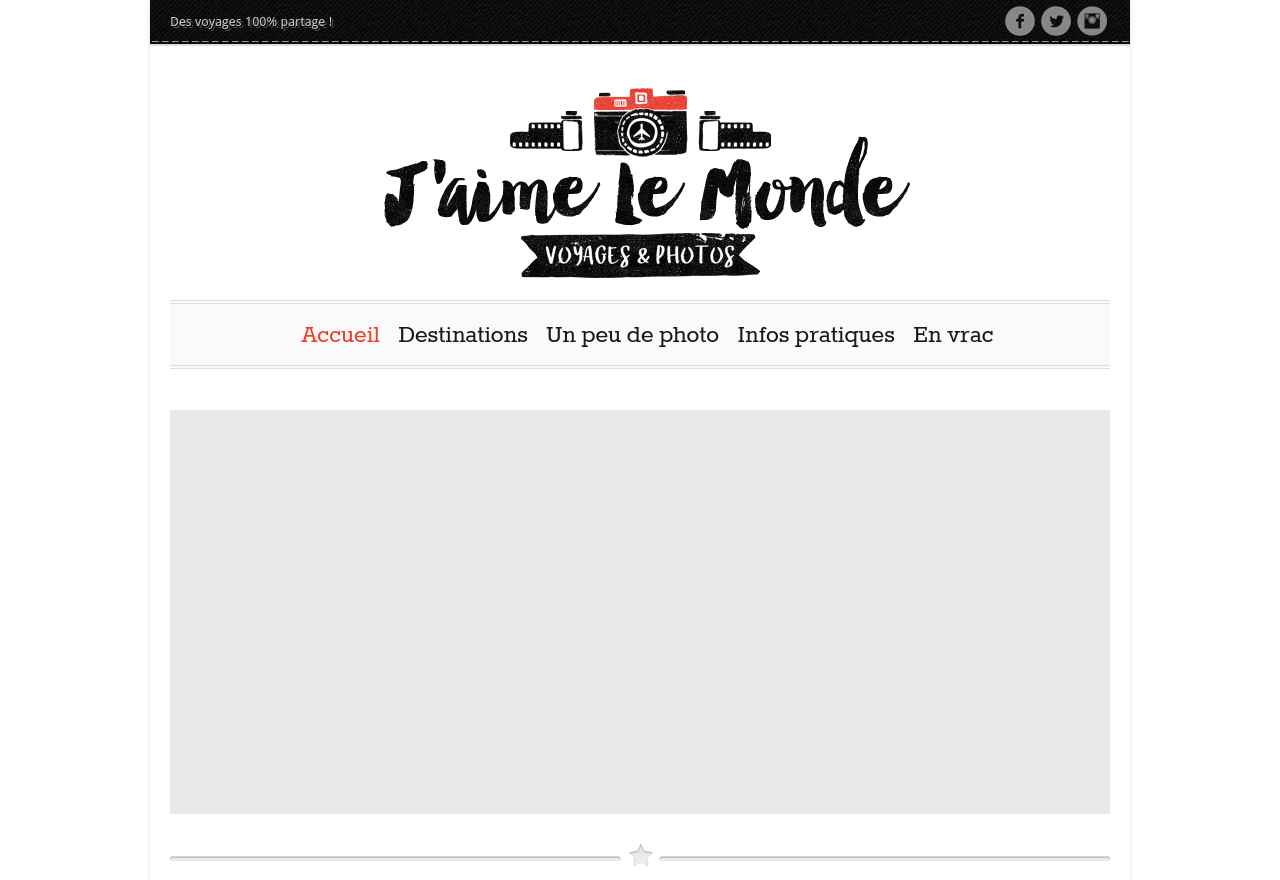 Des voyages 100% partage !
J'aime Le Monde
VOYAGES & PHOTOS
Accueil Destinations Un peu de photo Infos pratiques En vrac